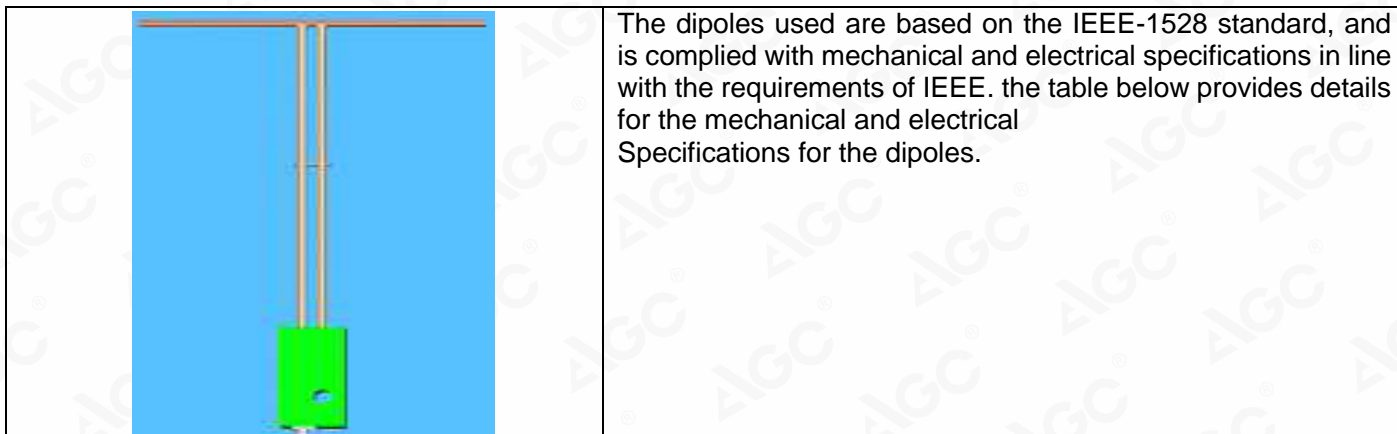 The dipoles used are based on the IEEE-1528 standard, and
is complied with mechanical and electrical specifications in line
with the requirements of IEEE. the table below provides details
for the mechanical and electrical
Specifications for the dipoles.